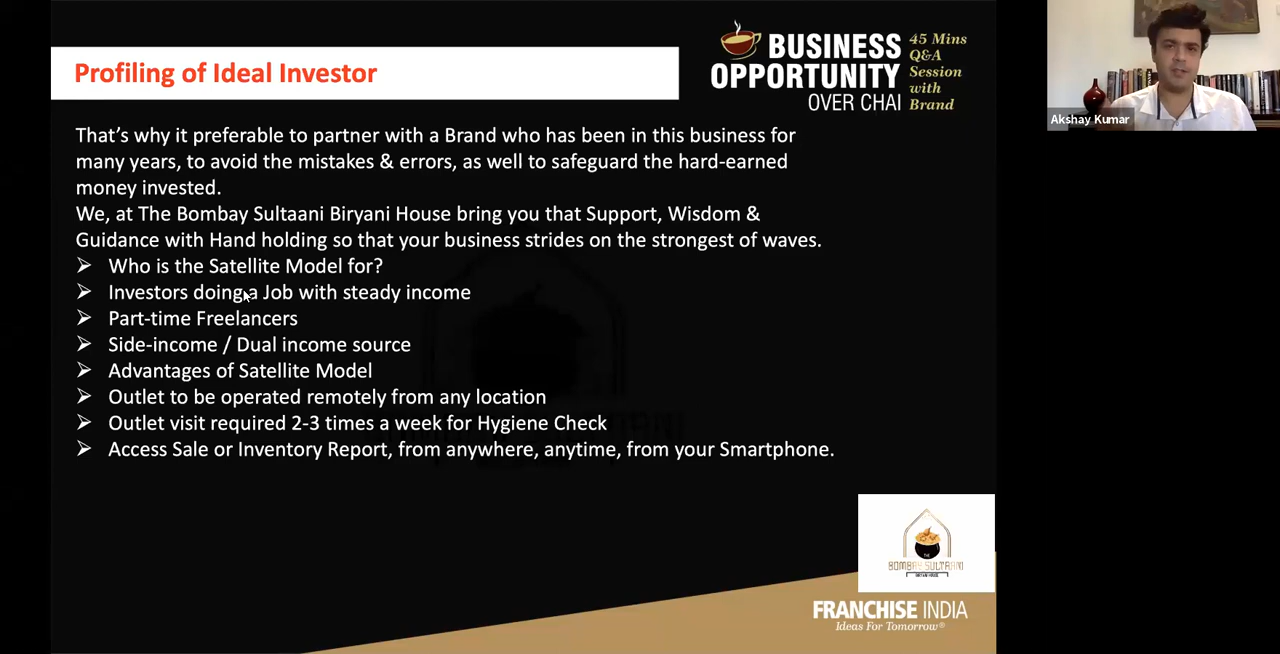 Profiling of Ideal Investor
BUSINESS
OPPORTUNITY
OVER CHAI
45 Mins
Q&A
Session
with
Brand
Akshay Kumar
That's why it preferable to partner with a Brand who has been in this business for
many years, to avoid the mistakes & errors, as well to safeguard the hard-earned
money invested.
We, at The Bombay Sultaani Biryani House bring you that Support, Wisdom &
Guidance with Hand holding so that your business strides on the strongest of waves.
➢ Who is the Satellite Model for?
➢ Investors doing a Job with steady income
➢ Part-time Freelancers
➢ Side-income / Dual income source
➢ Advantages of Satellite Model
➢ Outlet to be operated remotely from any location
➢ Outlet visit required 2-3 times a week for Hygiene Check
➢ Access Sale or Inventory Report, from anywhere, anytime, from your Smartphone.
THE
BOMBAY SULTAANI
BIRYANI HOUSE
FRANCHISE INDIA
Ideas For Tomorrow®